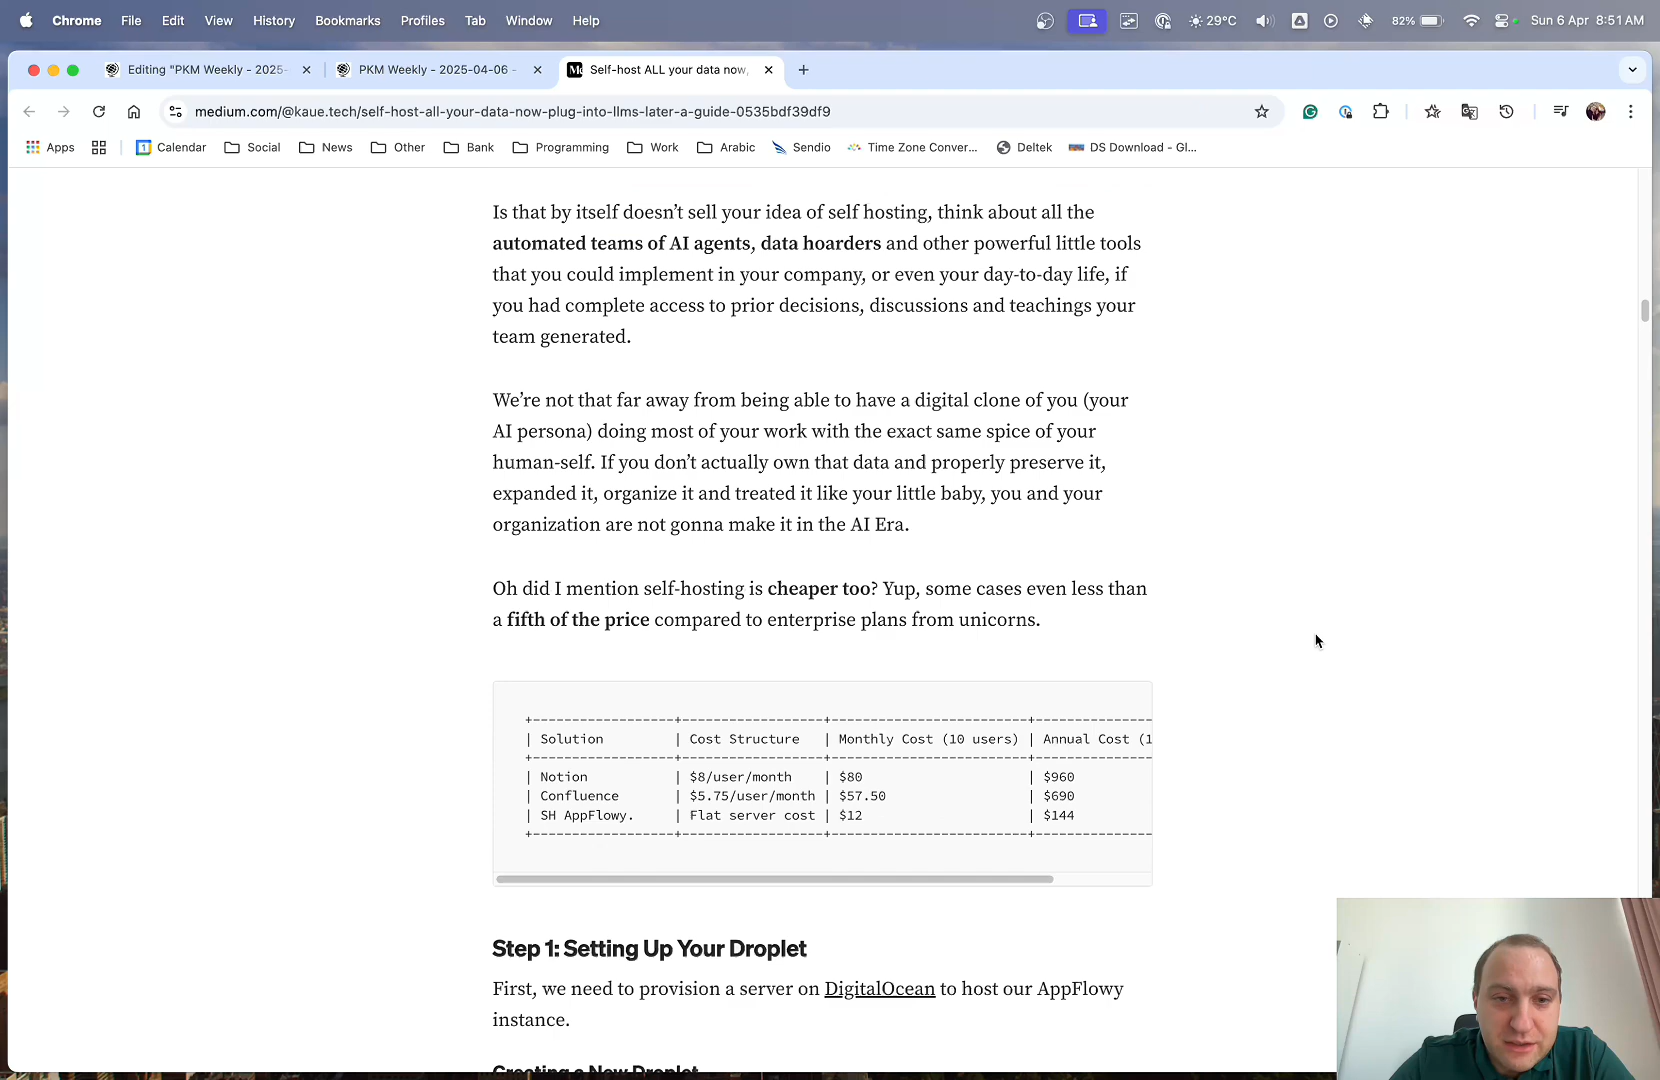 Chrome File Edit View History Bookmarks Profiles Tab Window Help 29°C 82% Sun 6 Apr 8:51 AM
Editing "PKM Weekly - 2025- PKM Weekly - 2025-04-06 - Self-host ALL your data now,
medium.com/@kaue.tech/self-host-all-your-data-now-plug-into-llms-later-a-guide-0535bdf39df9
Apps Calendar Social News Other Bank Programming Work Arabic Sendio Time Zone Conver... Deltek DS Download - Gl...
Is that by itself doesn’t sell your idea of self hosting, think about all the
automated teams of AI agents, data hoarders and other powerful little tools
that you could implement in your company, or even your day-to-day life, if
you had complete access to prior decisions, discussions and teachings your
team generated.
We’re not that far away from being able to have a digital clone of you (your
AI persona) doing most of your work with the exact same spice of your
human-self. If you don’t actually own that data and properly preserve it,
expanded it, organize it and treated it like your little baby, you and your
organization are not gonna make it in the AI Era.
Oh did I mention self-hosting is cheaper too? Yup, some cases even less than
a fifth of the price compared to enterprise plans from unicorns.
+------------------+------------------+------------------------+---------------
| Solution | Cost Structure | Monthly Cost (10 users) | Annual Cost (1
+------------------+------------------+------------------------+---------------
| Notion | $8/user/month | $80 | $960
| Confluence | $5.75/user/month | $57.50 | $690
| SH AppFlowy. | Flat server cost | $12 | $144
+------------------+------------------+------------------------+---------------
Step 1: Setting Up Your Droplet
First, we need to provision a server on DigitalOcean to host our AppFlowy
instance.
Creating a New Droplet